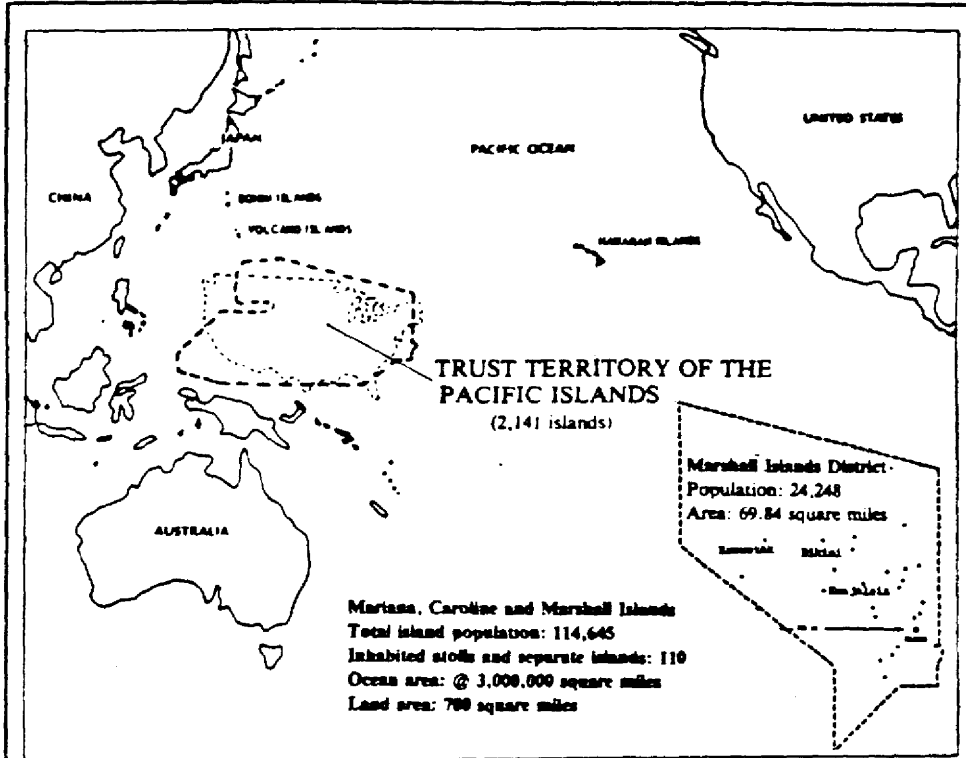 UNITED STATES
JAPAN
PACIFIC OCEAN
CHINA
BONIN ISLANDS
VOLCANO ISLANDS
HAWAIIAN ISLANDS
TRUST TERRITORY OF THE
PACIFIC ISLANDS
(2,141 islands)
Marshall Islands District
Population: 24,248
Area: 69.84 square miles
Bikini
Kwajalein
AUSTRALIA
Mariana, Caroline and Marshall Islands
Total island population: 114,645
Inhabited atolls and separate islands: 110
Ocean area: @ 3,000,000 square miles
Land area: 700 square miles